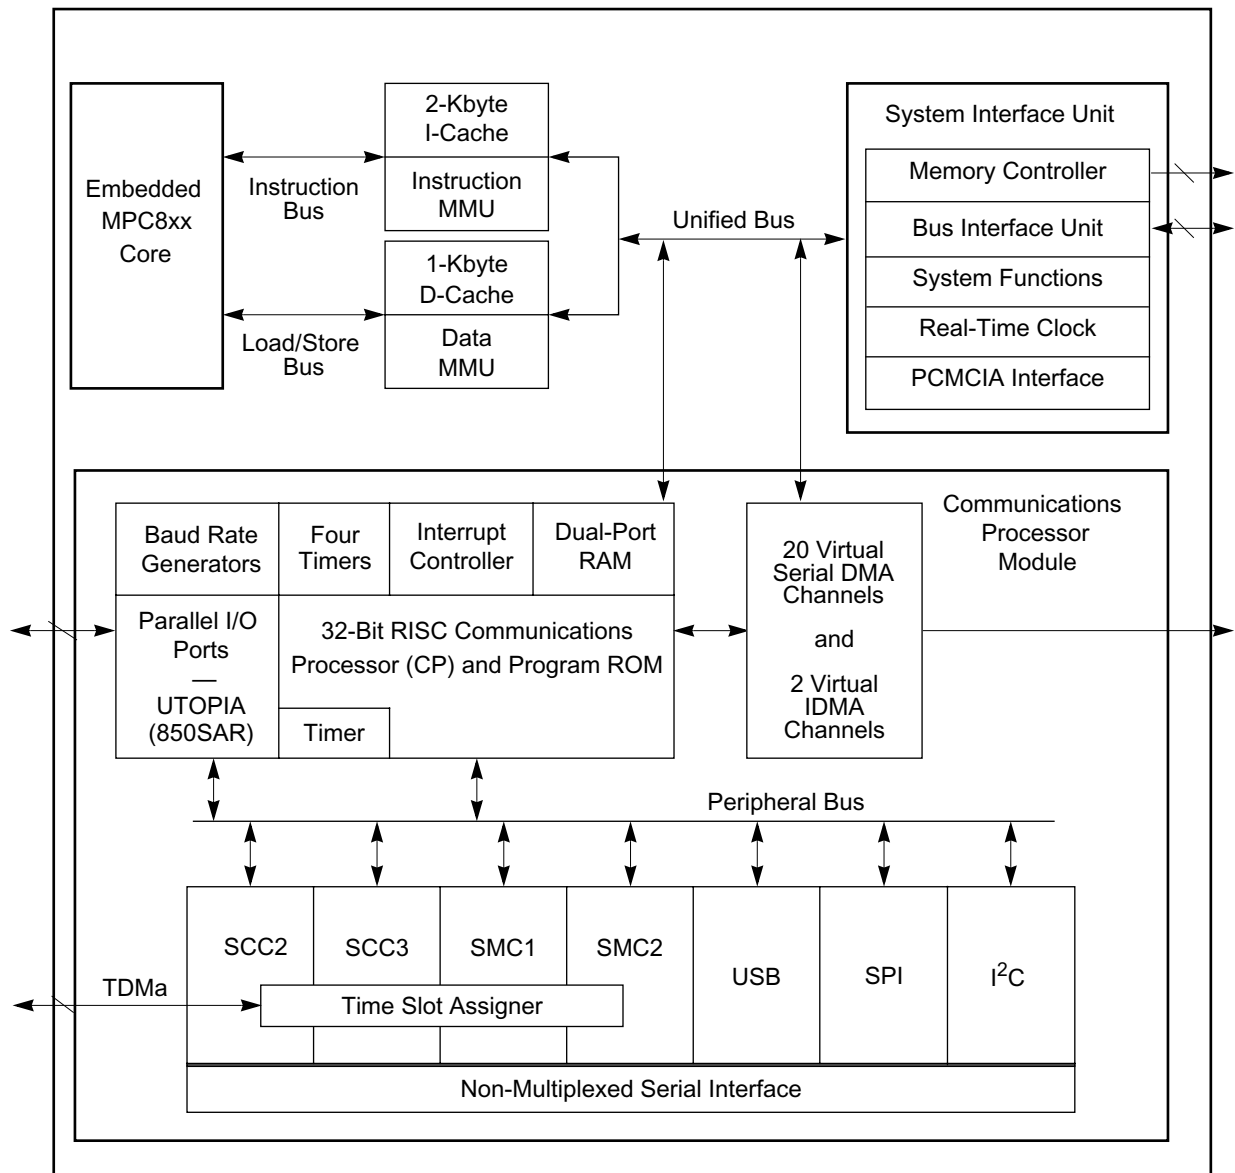 Embedded
MPC8xx
Core
Instruction
Bus
Load/Store
Bus
2-Kbyte
I-Cache
Instruction
MMU
1-Kbyte
D-Cache
Data
MMU
Unified Bus
System Interface Unit
Memory Controller
Bus Interface Unit
System Functions
Real-Time Clock
PCMCIA Interface
Communications
Processor
Module
Baud Rate
Generators
Four
Timers
Interrupt
Controller
Dual-Port
RAM
Parallel I/O
Ports
—
UTOPIA
(850SAR)
32-Bit RISC Communications
Processor (CP) and Program ROM
Timer
20 Virtual
Serial DMA
Channels
and
2 Virtual
IDMA
Channels
Peripheral Bus
SCC2
SCC3
SMC1
SMC2
USB
SPI
I²C
TDMa
Time Slot Assigner
Non-Multiplexed Serial Interface